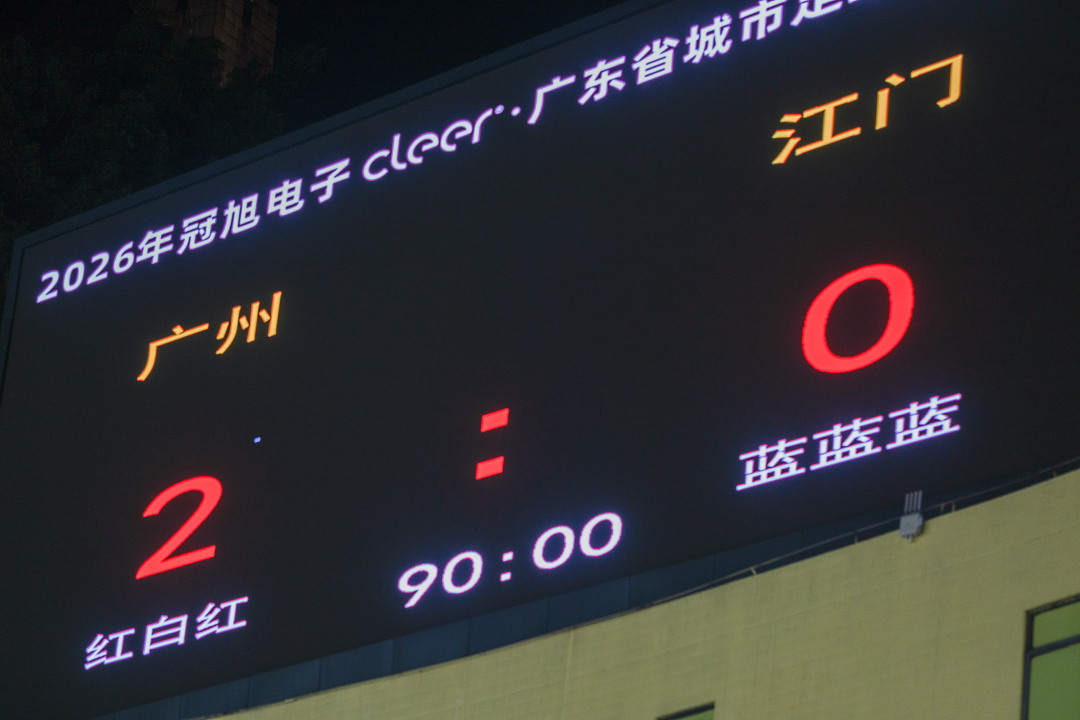 2026年冠旭电子 cleer·广东省城市足
广州
江门
2 : 0
红白红
蓝蓝蓝
90:00